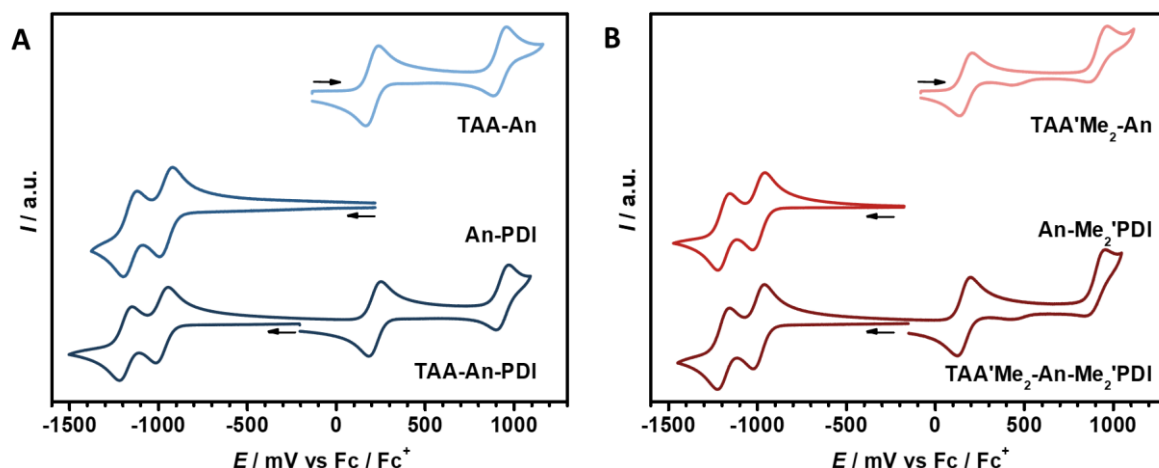 A
I / a.u.
TAA-An
An-PDI
TAA-An-PDI
-1500 -1000 -500 0 500 1000
E / mV vs Fc / Fc⁺
B
I / a.u.
TAA'Me₂-An
An-Me₂'PDI
TAA'Me₂-An-Me₂'PDI
-1500 -1000 -500 0 500 1000
E / mV vs Fc / Fc⁺